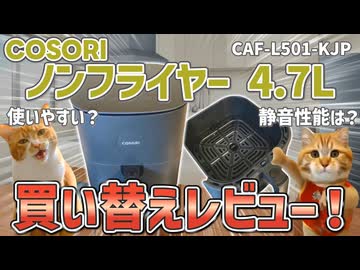 COSORI
CAF-L501-KJP
ノンフライヤー 4.7L
使いやすい？
静音性能は？
COSORI
買い替えレビュー！